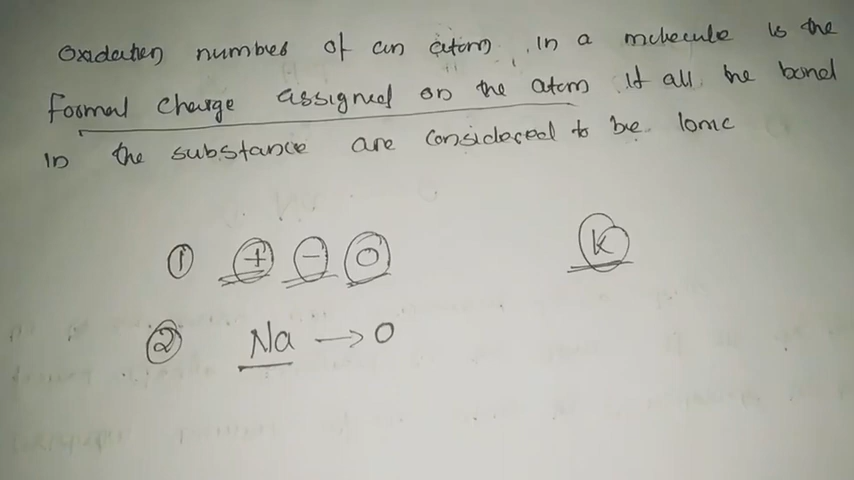 Oxidation number of an atom in a molecule is the
formal charge assigned on the atom if all the bond
in the substance are considered to be ionic
① + - 0 K
② Na → 0